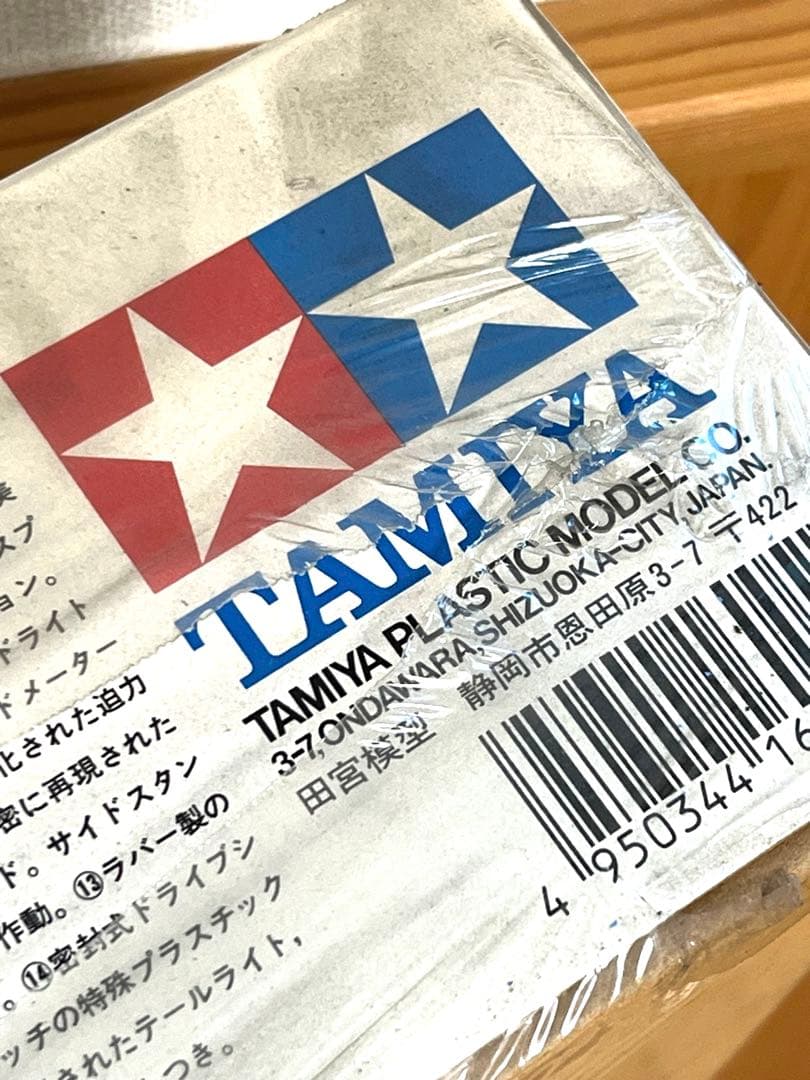 TAMIYA
TAMIYA PLASTIC MODEL CO.
3-7, ONDAWARA, SHIZUOKA-CITY, JAPAN.
田宮模型 静岡市恩田原3-7 〒422
4 950344 16
スプ
ョン。
ドライト
ドメーター
化された迫力
密に再現された
ド。サイドスタン
⑬ラバー製の
作動。⑭密封式ドライブシ
ッチの特殊プラスチック
されたテールライト,
つき。